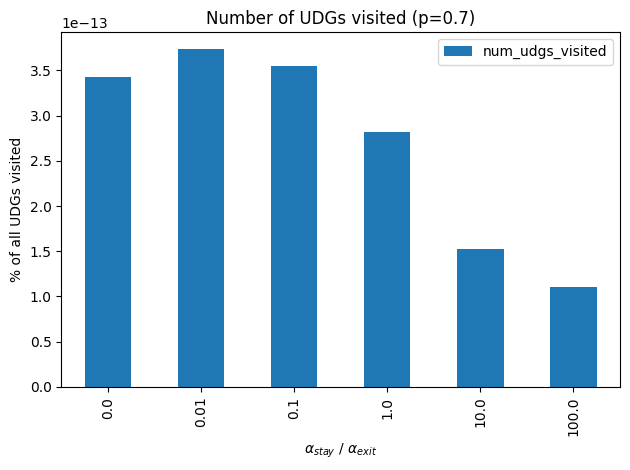 Number of UDGs visited (p=0.7)
1e−13
num_udgs_visited
% of all UDGs visited
3.5
3.0
2.5
2.0
1.5
1.0
0.5
0.0
0.0 0.01 0.1 1.0 10.0 100.0
α_stay / α_exit